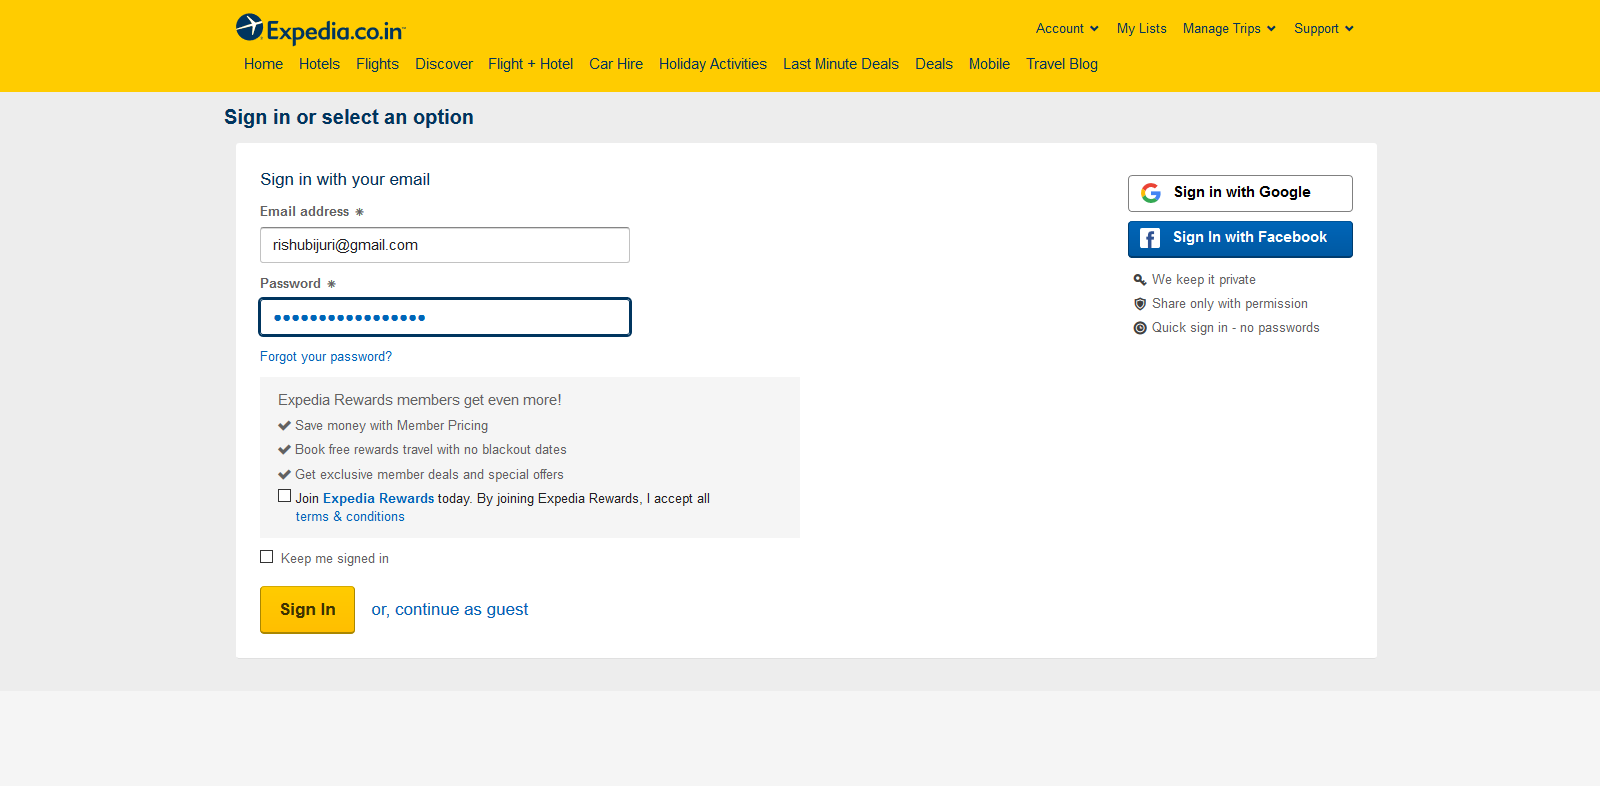 Expedia.co.in
Account My Lists Manage Trips Support
Home Hotels Flights Discover Flight + Hotel Car Hire Holiday Activities Last Minute Deals Deals Mobile Travel Blog
Sign in or select an option
Sign in with your email
Email address *
rishubijuri@gmail.com
Password *
•••••••••••••••••
Forgot your password?
Expedia Rewards members get even more!
Save money with Member Pricing
Book free rewards travel with no blackout dates
Get exclusive member deals and special offers
Join Expedia Rewards today. By joining Expedia Rewards, I accept all
terms & conditions
Keep me signed in
Sign In or, continue as guest
Sign in with Google
Sign In with Facebook
We keep it private
Share only with permission
Quick sign in - no passwords